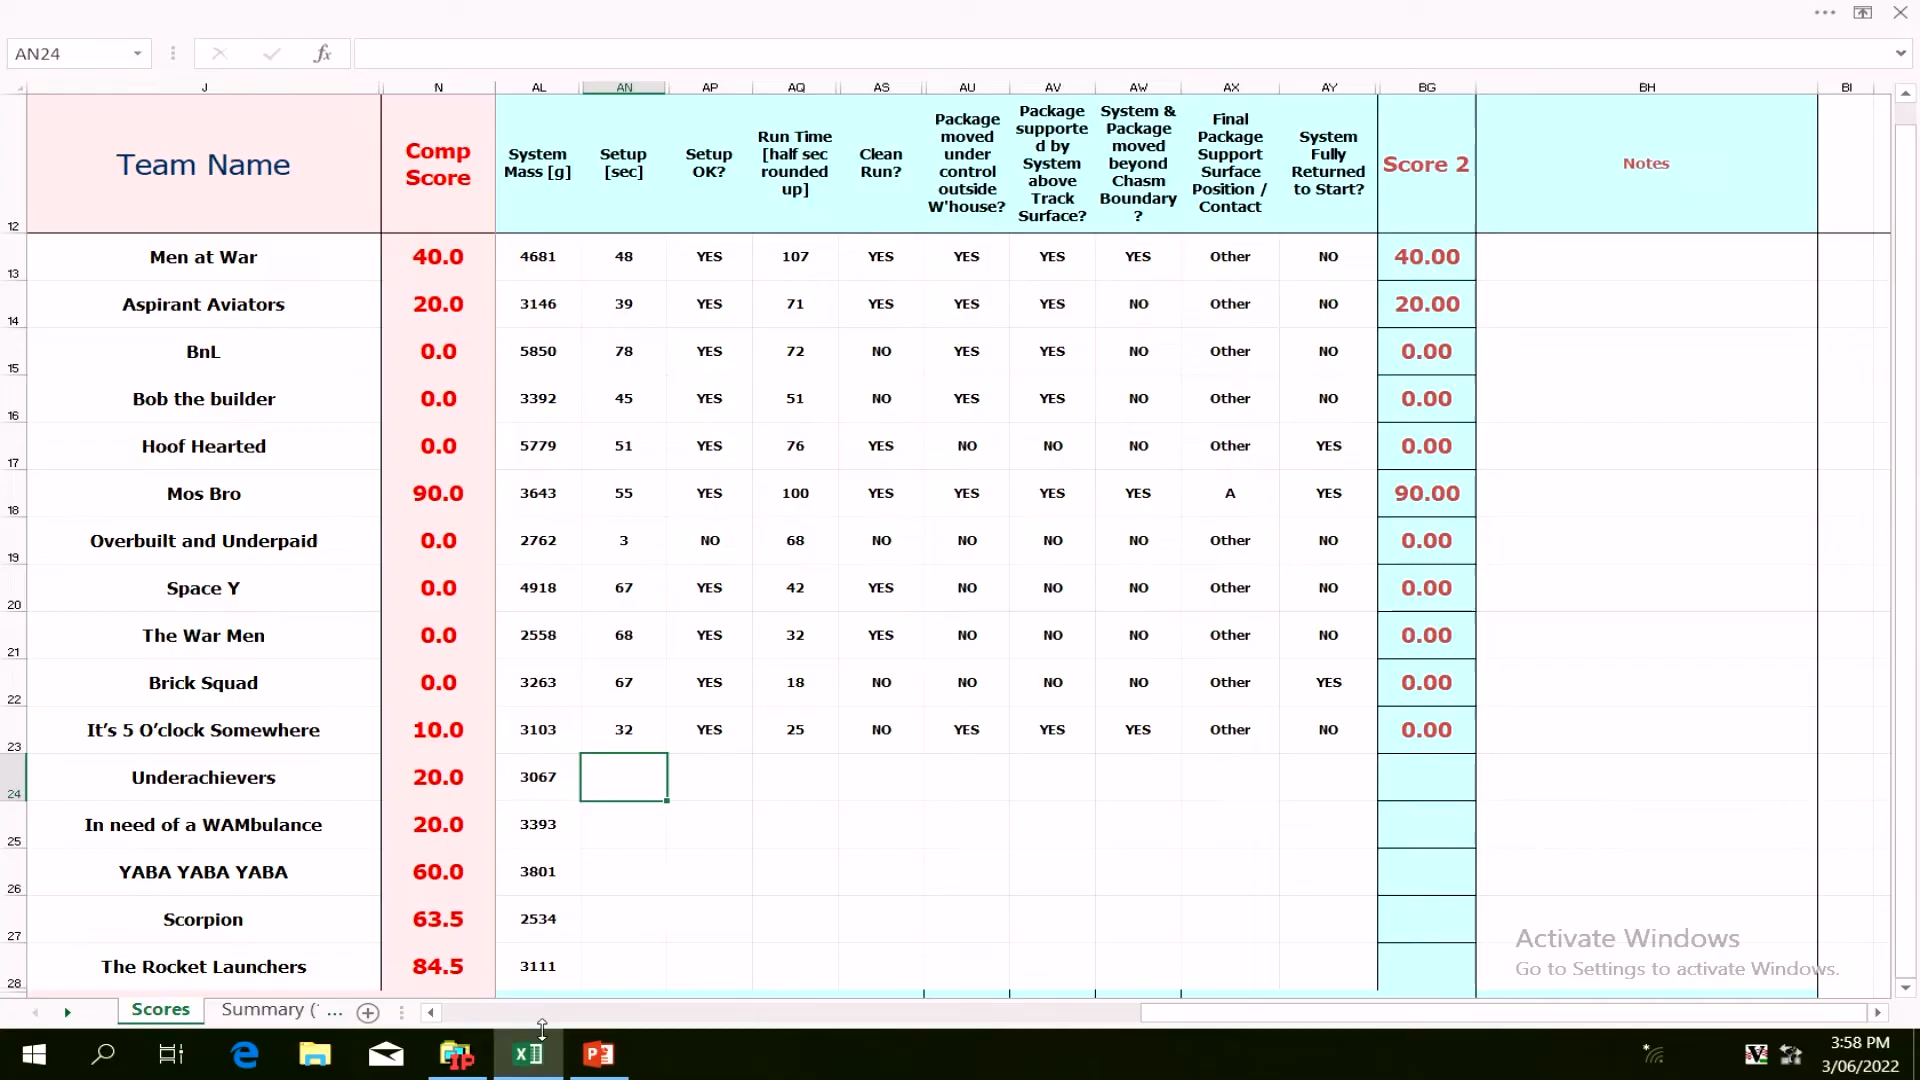 AN24
fx
J N AL AN AP AQ AS AU AV AW AX AY BG BH BI
Team Name
Comp
Score
System
Mass [g]
Setup
[sec]
Setup
OK?
Run Time
[half sec
rounded
up]
Clean
Run?
Package
moved
under
control
outside
W'house?
Package
supporte
d by
System
above
Track
Surface?
System &
Package
moved
beyond
Chasm
Boundary
?
Final
Package
Support
Surface
Position /
Contact
System
Fully
Returned
to Start?
Score 2
Notes
12
13 Men at War 40.0 4681 48 YES 107 YES YES YES YES Other NO 40.00
14 Aspirant Aviators 20.0 3146 39 YES 71 YES YES YES NO Other NO 20.00
15 BnL 0.0 5850 78 YES 72 NO YES YES NO Other NO 0.00
16 Bob the builder 0.0 3392 45 YES 51 NO YES YES NO Other NO 0.00
17 Hoof Hearted 0.0 5779 51 YES 76 YES NO NO NO Other YES 0.00
18 Mos Bro 90.0 3643 55 YES 100 YES YES YES YES A YES 90.00
19 Overbuilt and Underpaid 0.0 2762 3 NO 68 NO NO NO NO Other NO 0.00
20 Space Y 0.0 4918 67 YES 42 YES NO NO NO Other NO 0.00
21 The War Men 0.0 2558 68 YES 32 YES NO NO NO Other NO 0.00
22 Brick Squad 0.0 3263 67 YES 18 NO NO NO NO Other YES 0.00
23 It’s 5 O’clock Somewhere 10.0 3103 32 YES 25 NO YES YES YES Other NO 0.00
24 Underachievers 20.0 3067
25 In need of a WAMbulance 20.0 3393
26 YABA YABA YABA 60.0 3801
27 Scorpion 63.5 2534
28 The Rocket Launchers 84.5 3111
Activate Windows
Go to Settings to activate Windows.
Scores Summary (' ...
3:58 PM
3/06/2022